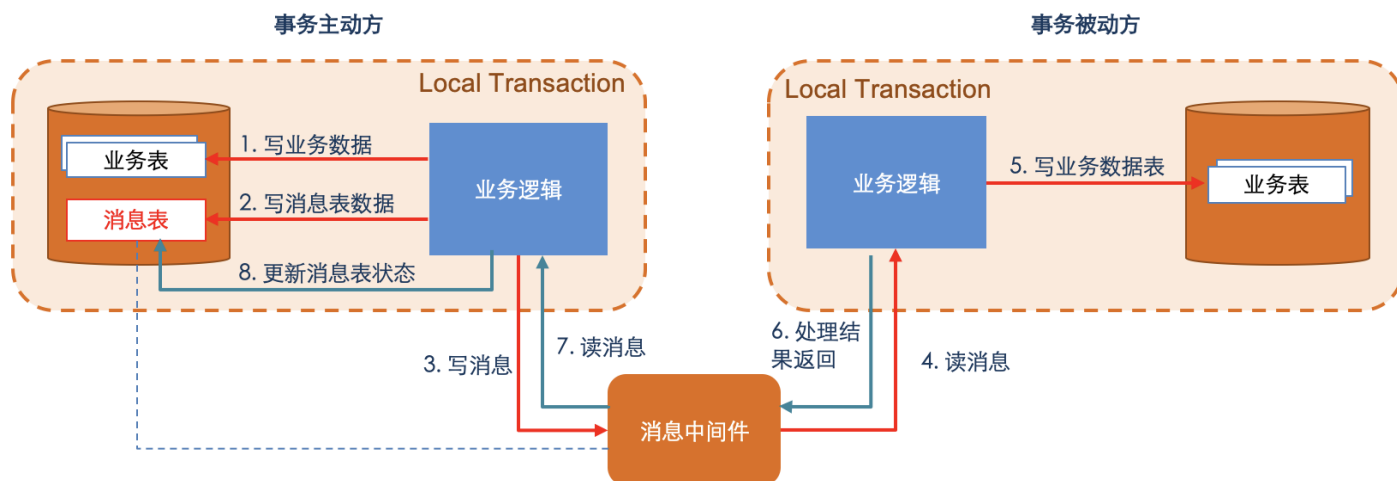 事务主动方
事务被动方
Local Transaction
Local Transaction
1. 写业务数据
业务表
业务逻辑
2. 写消息表数据
消息表
8. 更新消息表状态
业务逻辑
5. 写业务数据表
业务表
3. 写消息
7. 读消息
6. 处理结
果返回
4. 读消息
消息中间件